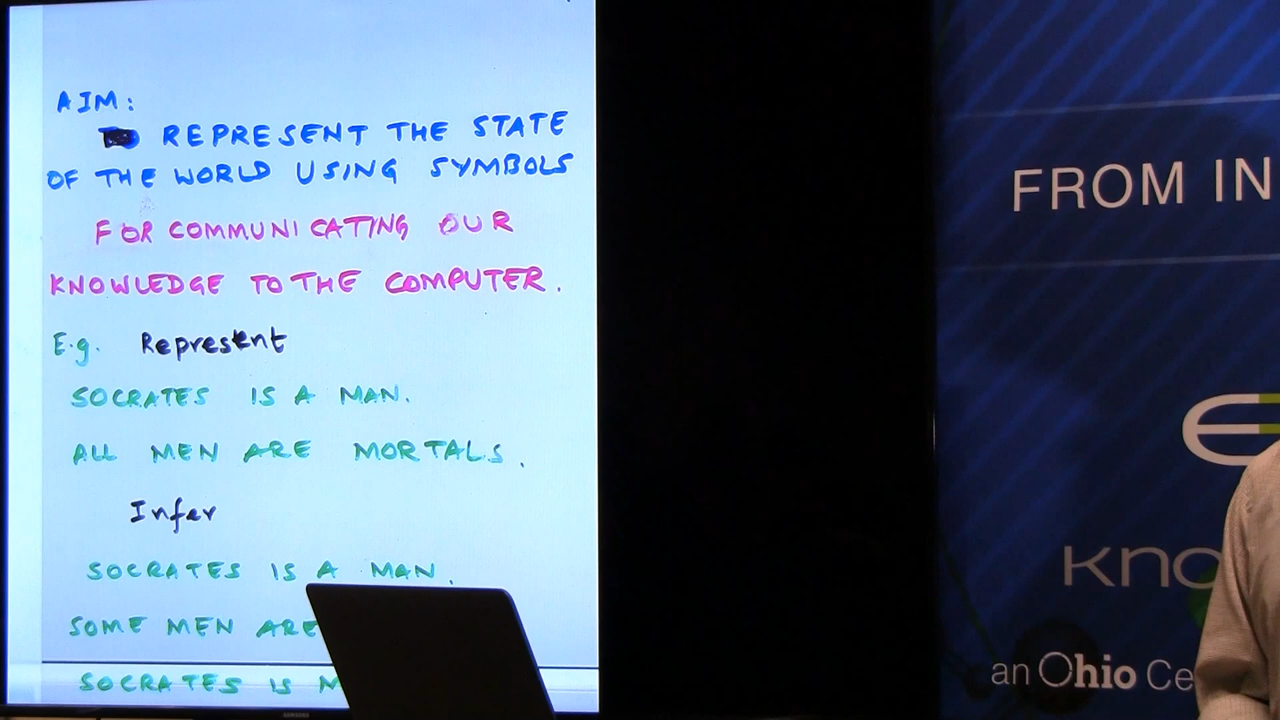 AIM:
REPRESENT THE STATE
OF THE WORLD USING SYMBOLS
FOR COMMUNICATING OUR
KNOWLEDGE TO THE COMPUTER.
E.g. Represent
SOCRATES IS A MAN.
ALL MEN ARE MORTALS.
Infer
SOCRATES IS A MAN.
SOME MEN ARE
SOCRATES IS M
SAMSUNG
FROM IN
kno
an Ohio Ce